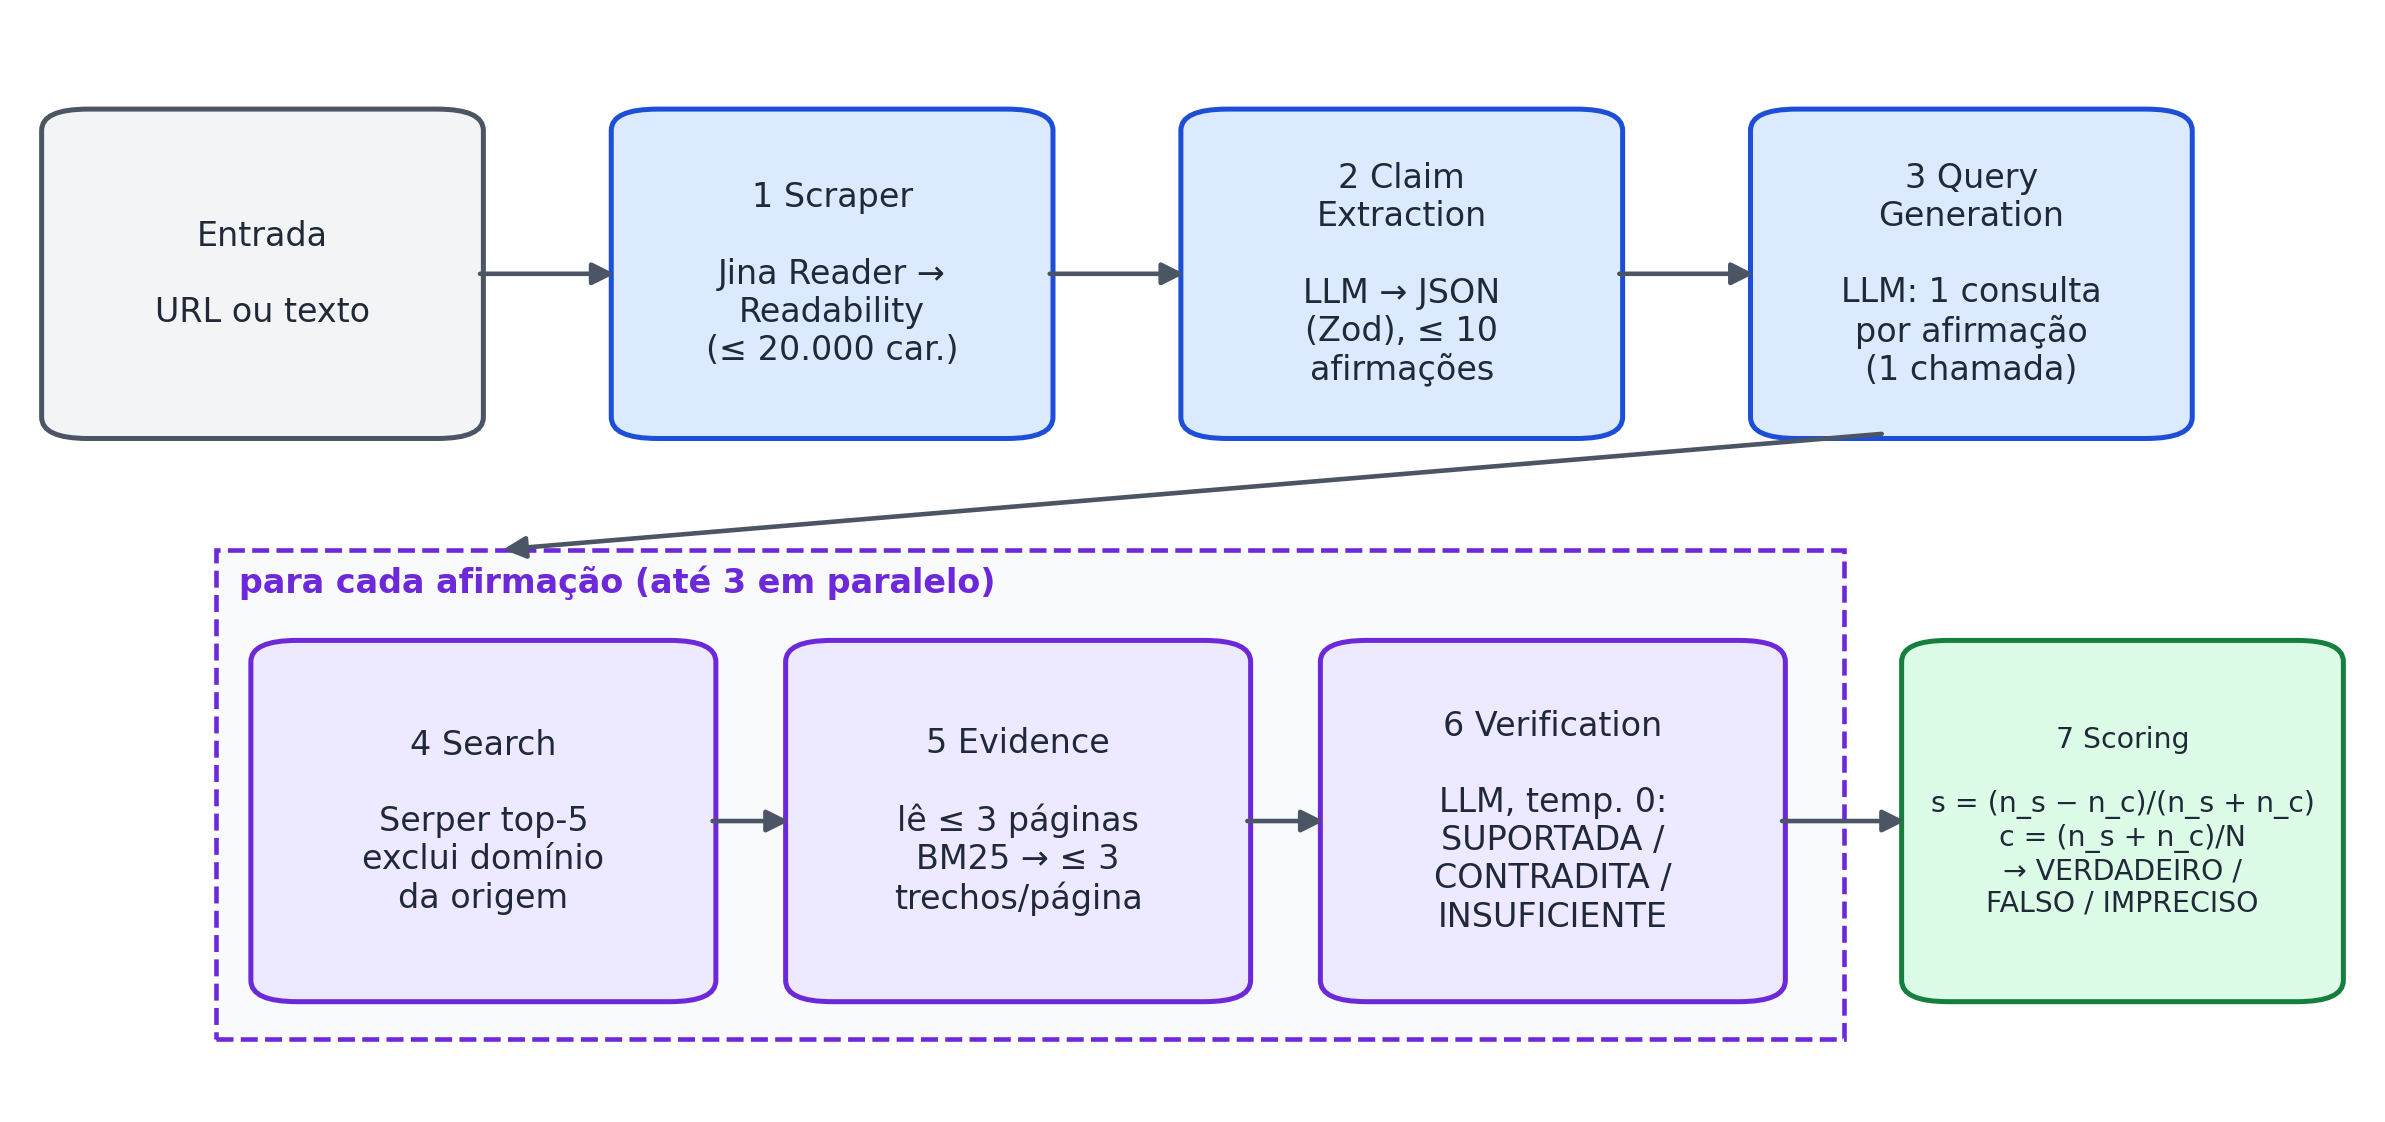 Entrada
URL ou texto
1 Scraper
Jina Reader →
Readability
(≤ 20.000 car.)
2 Claim
Extraction
LLM → JSON
(Zod), ≤ 10
afirmações
3 Query
Generation
LLM: 1 consulta
por afirmação
(1 chamada)
para cada afirmação (até 3 em paralelo)
4 Search
Serper top-5
exclui domínio
da origem
5 Evidence
lê ≤ 3 páginas
BM25 → ≤ 3
trechos/página
6 Verification
LLM, temp. 0:
SUPORTADA /
CONTRADITA /
INSUFICIENTE
7 Scoring
s = (n_s − n_c)/(n_s + n_c)
c = (n_s + n_c)/N
→ VERDADEIRO /
FALSO / IMPRECISO